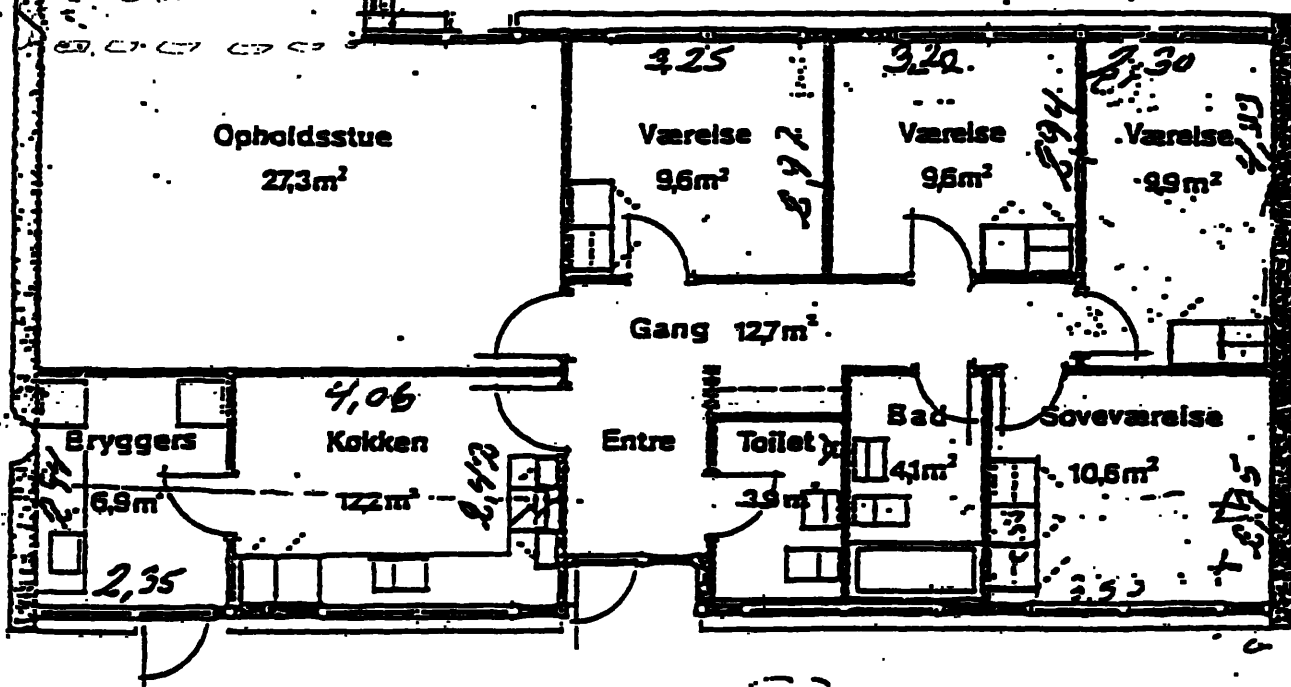 3,25
3,20
2,30
Opholdsstue
27,3m²
Værelse
9,6m²
Værelse
9,6m²
Værelse
9,9m²
Gang 12,7m²
4,06
Bryggers
6,9m²
Køkken
12,2m²
Entre
Toilet
3,9m²
Bad
4,1m²
Soveværelse
10,6m²
2,35